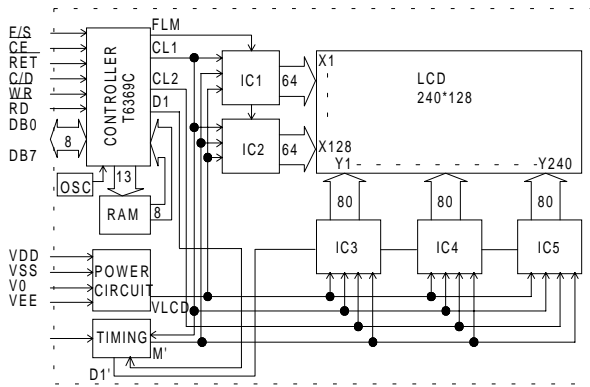 F/S
CE
RET
C/D
WR
RD
DB0
8
DB7
CONTROLLER
T6369C
FLM
CL1
CL2
D1
OSC
13
RAM
8
IC1
64
IC2
64
X1
LCD
240*128
X128
Y1
Y240
80
80
80
IC3
IC4
IC5
VDD
VSS
V0
VEE
POWER
CIRCUIT
VLCD
TIMING
M'
D1'